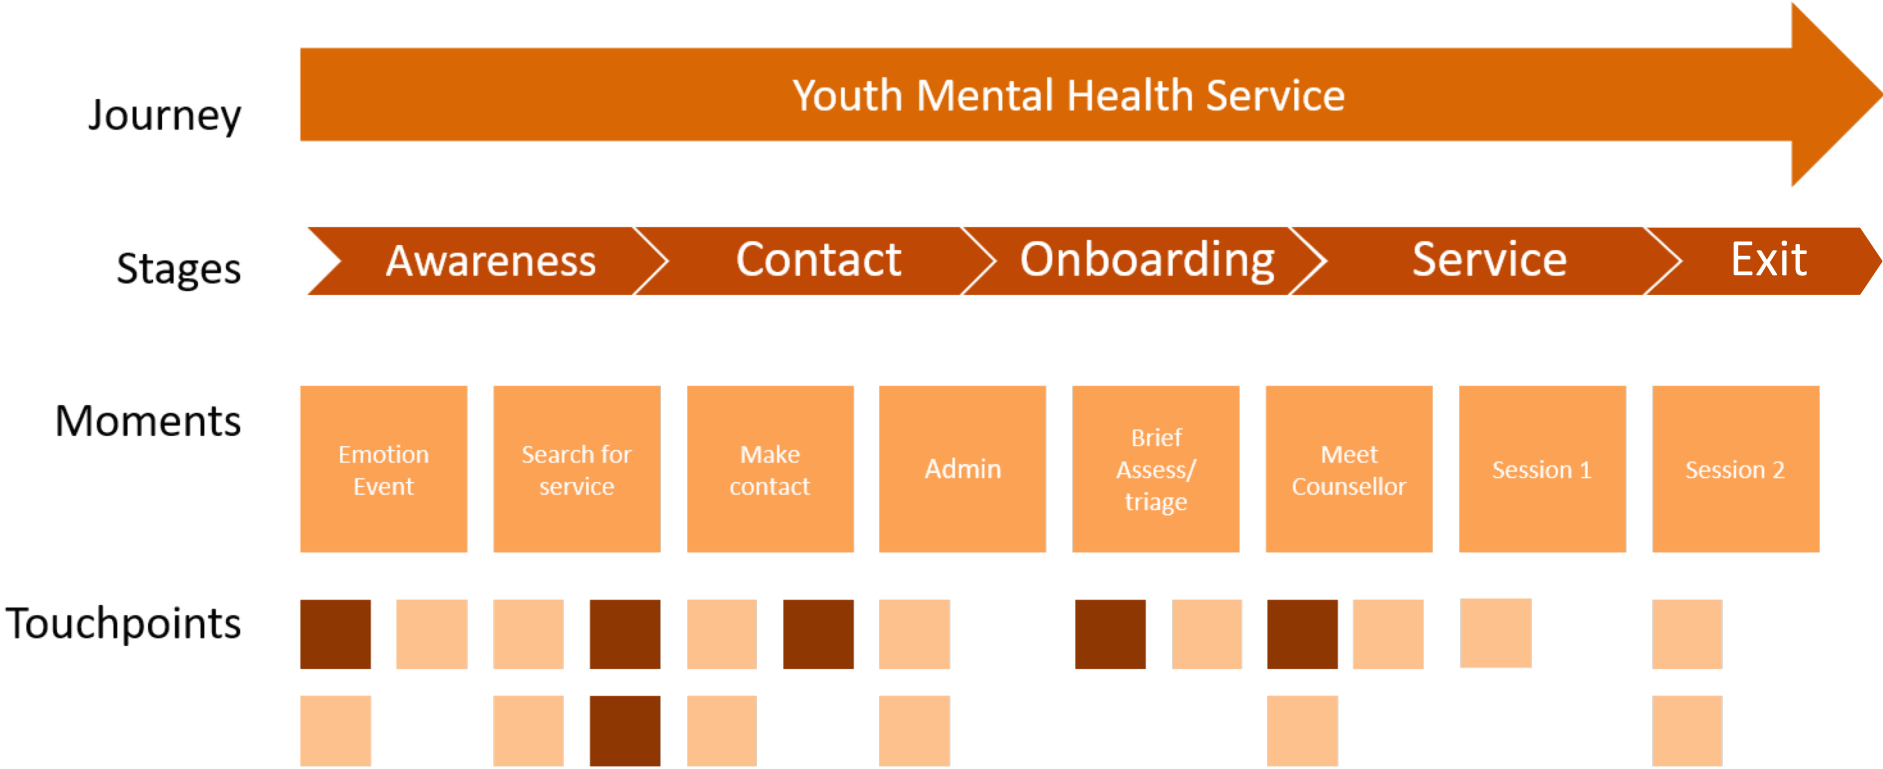 Journey
Youth Mental Health Service
Stages
Awareness
Contact
Onboarding
Service
Exit
Moments
Emotion
Event
Search for
service
Make
contact
Admin
Brief
Assess/
triage
Meet
Counsellor
Session 1
Session 2
Touchpoints